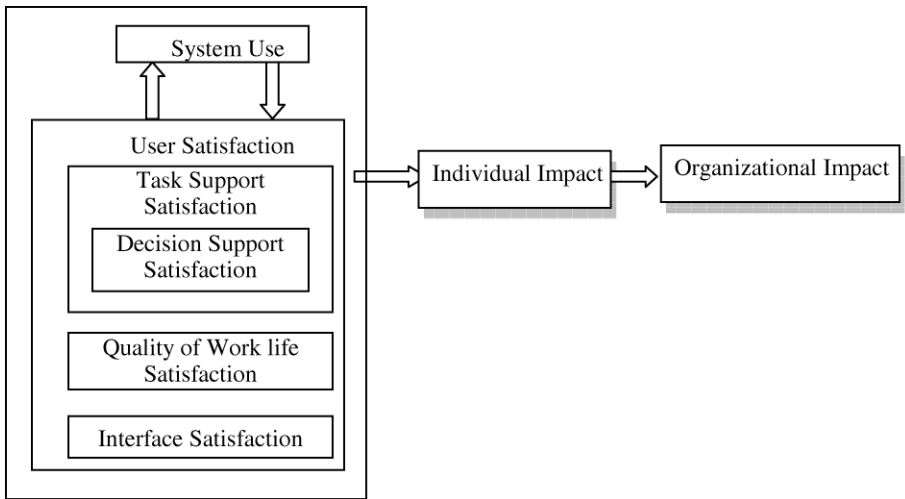 System Use
User Satisfaction
Task Support
Satisfaction
Decision Support
Satisfaction
Quality of Work life
Satisfaction
Interface Satisfaction
Individual Impact
Organizational Impact